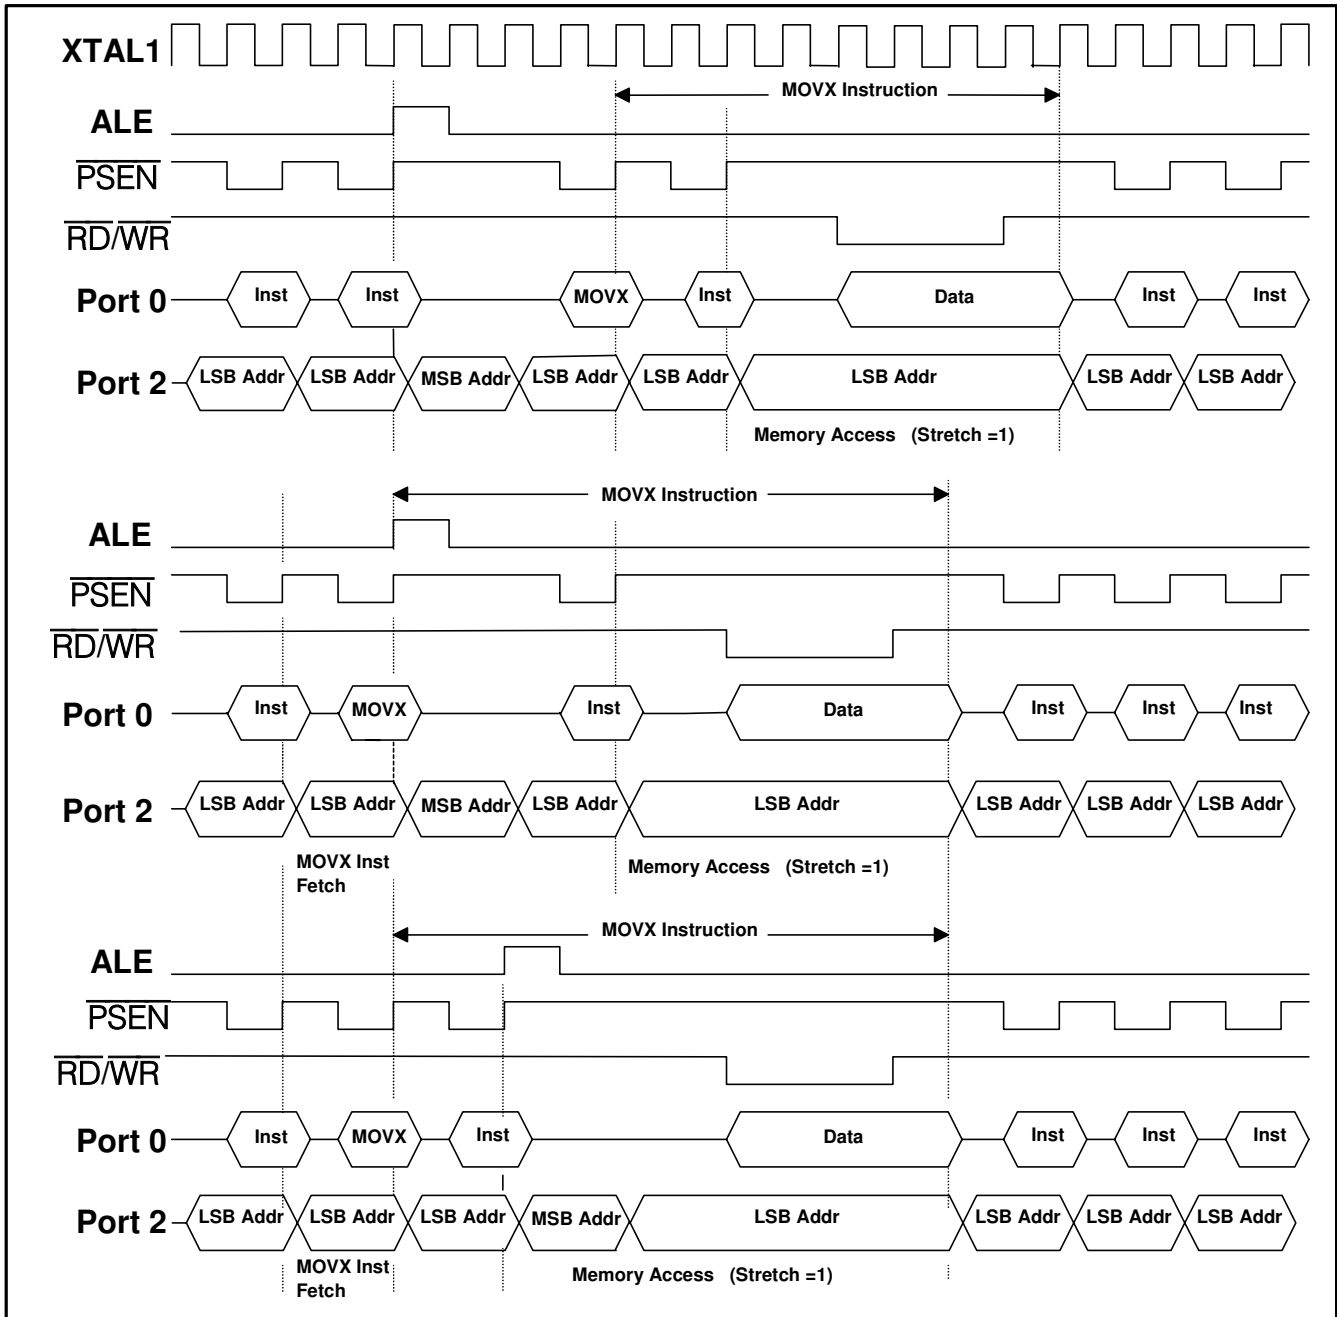 XTAL1
MOVX Instruction
ALE
PSEN
RD/WR
Port 0 Inst Inst MOVX Inst Data Inst Inst
Port 2 LSB Addr LSB Addr MSB Addr LSB Addr LSB Addr LSB Addr LSB Addr LSB Addr
Memory Access (Stretch =1)
MOVX Instruction
ALE
PSEN
RD/WR
Port 0 Inst MOVX Inst Data Inst Inst Inst
Port 2 LSB Addr LSB Addr MSB Addr LSB Addr LSB Addr LSB Addr LSB Addr LSB Addr
MOVX Inst
Fetch
Memory Access (Stretch =1)
MOVX Instruction
ALE
PSEN
RD/WR
Port 0 Inst MOVX Inst Data Inst Inst Inst
Port 2 LSB Addr LSB Addr LSB Addr MSB Addr LSB Addr LSB Addr LSB Addr LSB Addr
MOVX Inst
Fetch
Memory Access (Stretch =1)